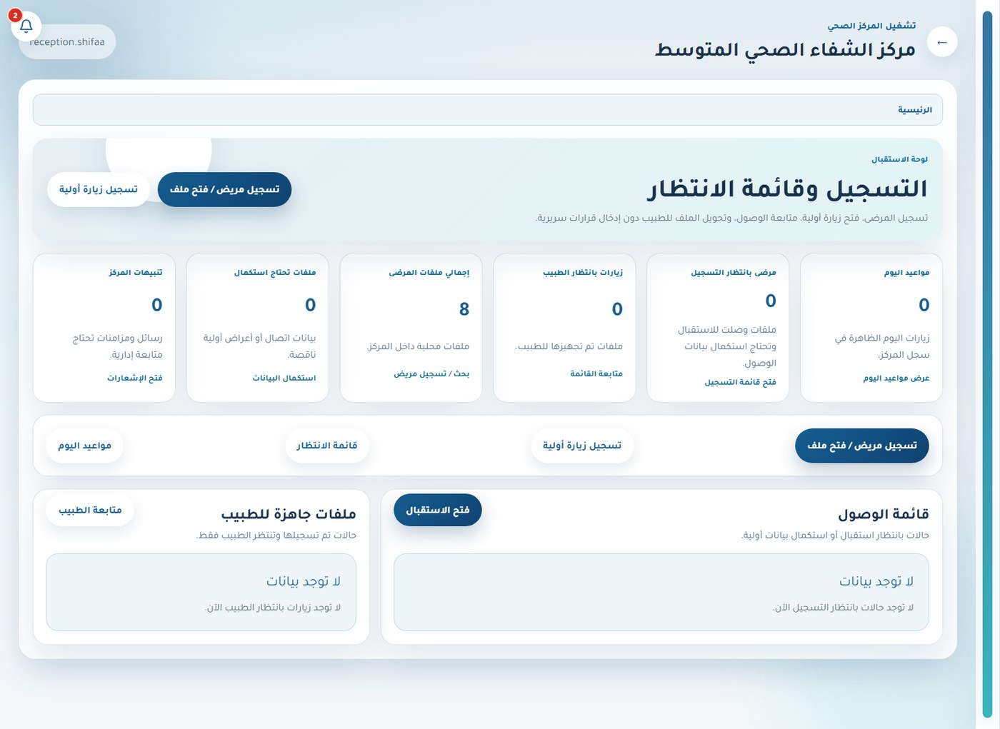 ←
تشغيل المركز الصحي
مركز الشفاء الصحي المتوسط
2
reception.shifaa
الرئيسية
لوحة الاستقبال
التسجيل وقائمة الانتظار
تسجيل المرضى، فتح زيارة أولية، متابعة الوصول، وتحويل الملف للطبيب دون إدخال قرارات سريرية.
تسجيل مريض / فتح ملف
تسجيل زيارة أولية
مواعيد اليوم
0
زيارات اليوم الظاهرة في
سجل المركز.
عرض مواعيد اليوم
مرضى بانتظار التسجيل
0
ملفات وصلت للاستقبال
وتحتاج استكمال بيانات
الوصول.
فتح قائمة التسجيل
زيارات بانتظار الطبيب
0
ملفات تم تجهيزها للطبيب.
متابعة القائمة
إجمالي ملفات المرضى
8
ملفات محلية داخل المركز.
بحث / تسجيل مريض
ملفات تحتاج استكمال
0
بيانات اتصال أو أعراض أولية
ناقصة.
استكمال البيانات
تنبيهات المركز
0
رسائل ومزامنات تحتاج
متابعة إدارية.
فتح الإشعارات
تسجيل مريض / فتح ملف
تسجيل زيارة أولية
قائمة الانتظار
مواعيد اليوم
قائمة الوصول
حالات بانتظار استقبال أو استكمال بيانات أولية.
فتح الاستقبال
لا توجد بيانات
لا توجد حالات بانتظار التسجيل الآن.
ملفات جاهزة للطبيب
حالات تم تسجيلها وتنتظر الطبيب فقط.
متابعة الطبيب
لا توجد بيانات
لا توجد زيارات بانتظار الطبيب الآن.